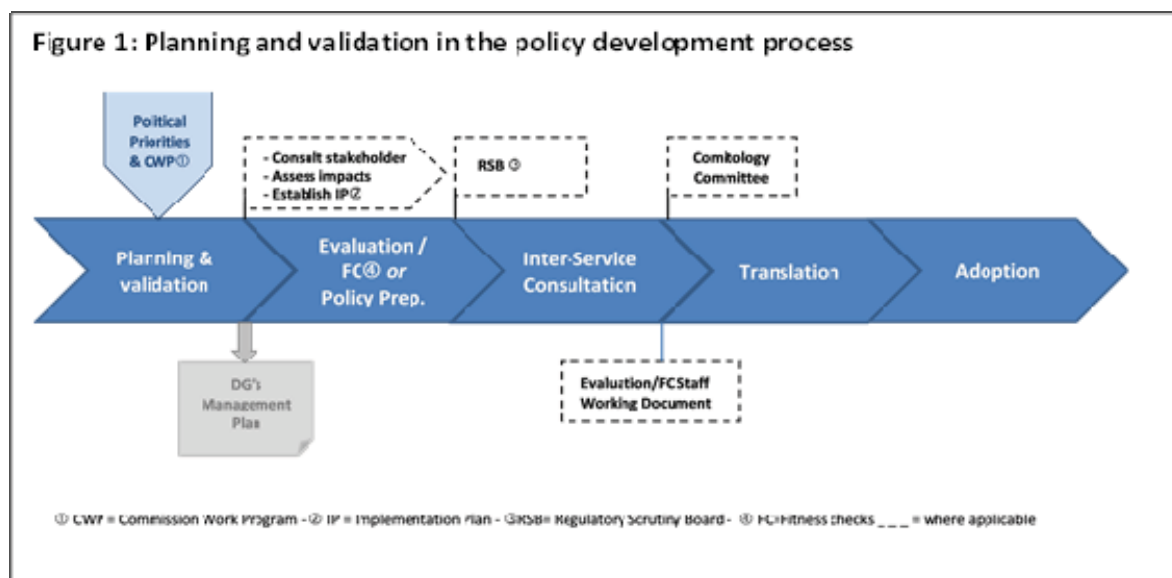 Figure 1: Planning and validation in the policy development process
Political
Priorities
& CWP①
- Consult stakeholder
- Assess impacts
- Establish IP②
RSB ③
Comitology
Committee
Planning &
validation
Evaluation /
FC④ or
Policy Prep.
Inter-Service
Consultation
Translation
Adoption
DG's
Management
Plan
Evaluation/FCStaff
Working Document
① CWP = Commission Work Program - ② IP = Implementation Plan - ③RSB= Regulatory Scrutiny Board - ④ FC=Fitness checks _ _ _ = where applicable